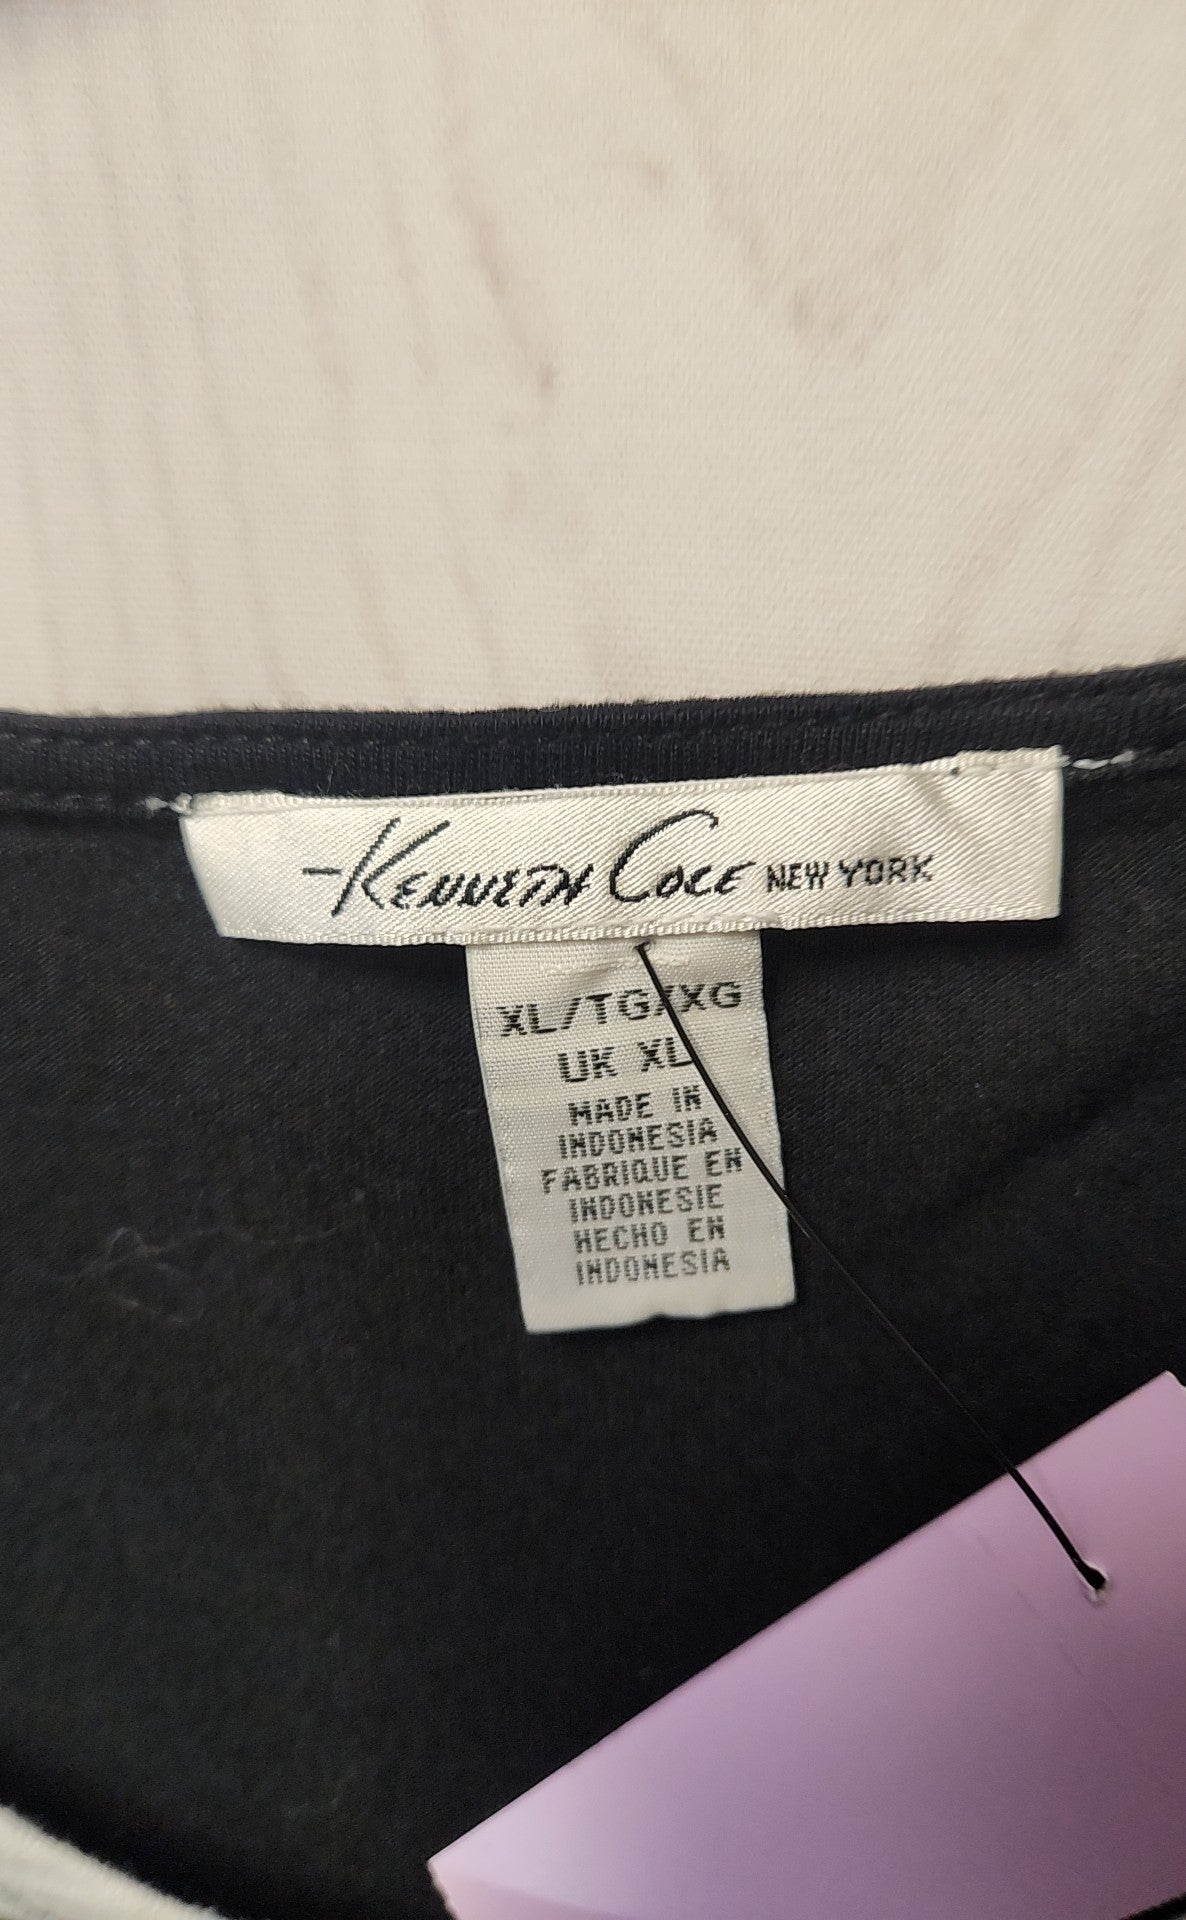 Kenneth Cole NEW YORK
XL/TG/XG
UK XL
MADE IN
INDONESIA
FABRIQUE EN
INDONESIE
HECHO EN
INDONESIA